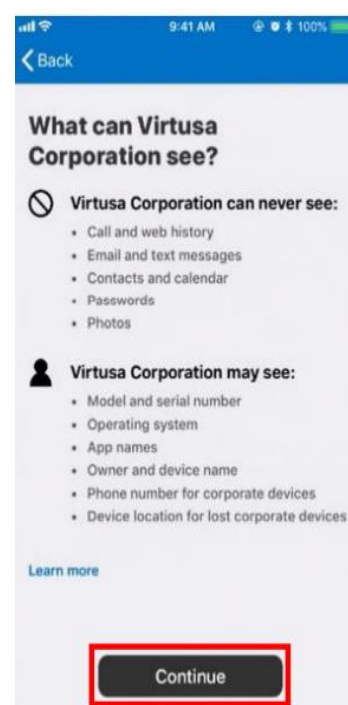 9:41 AM 100%
Back
What can Virtusa
Corporation see?
Virtusa Corporation can never see:
• Call and web history
• Email and text messages
• Contacts and calendar
• Passwords
• Photos
Virtusa Corporation may see:
• Model and serial number
• Operating system
• App names
• Owner and device name
• Phone number for corporate devices
• Device location for lost corporate devices
Learn more
Continue